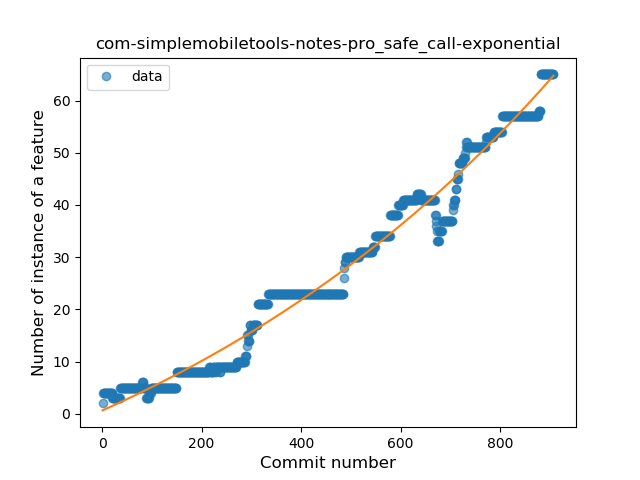 com-simplemobiletools-notes-pro_safe_call-exponential
data
Number of instance of a feature
60
50
40
30
20
10
0
0 200 400 600 800
Commit number